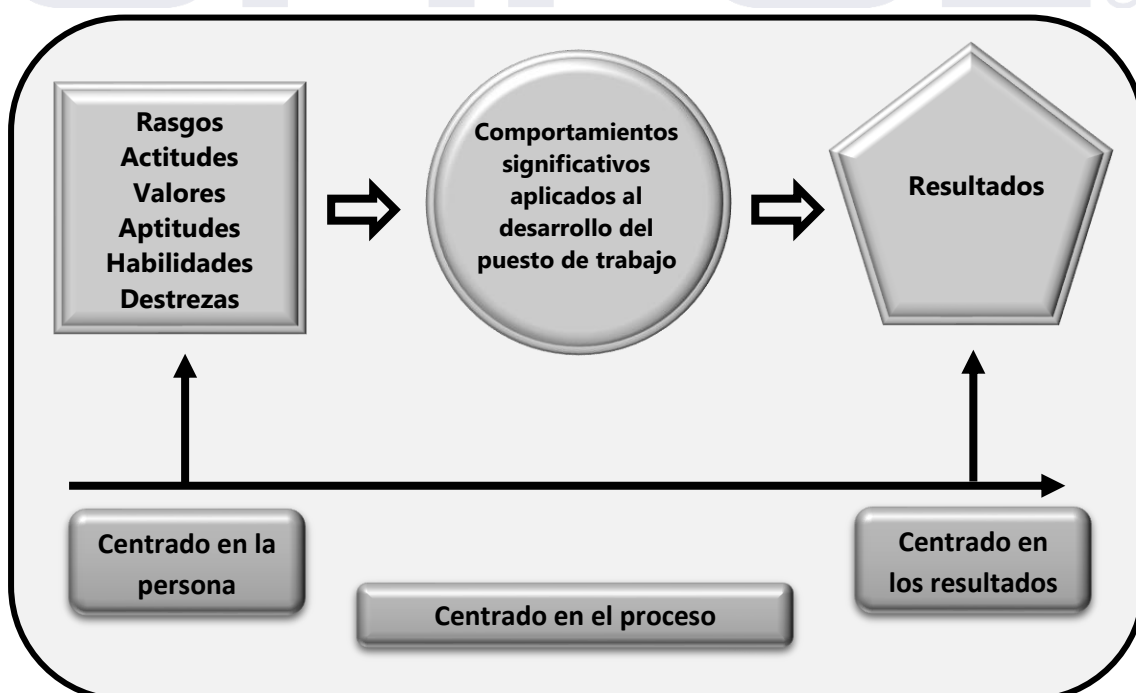 Rasgos
Actitudes
Valores
Aptitudes
Habilidades
Destrezas
Comportamientos
significativos
aplicados al
desarrollo del
puesto de trabajo
Resultados
Centrado en la
persona
Centrado en el proceso
Centrado en
los resultados